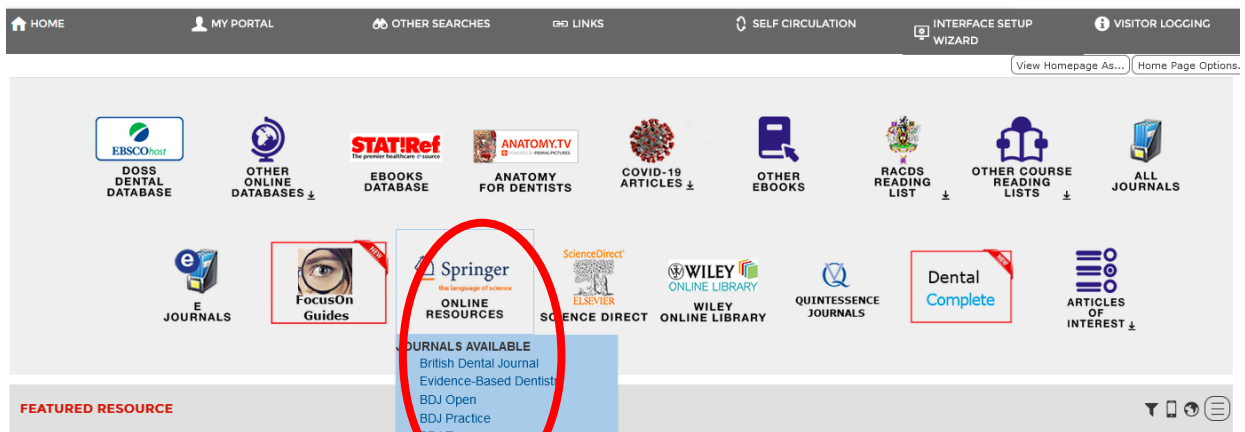 HOME
MY PORTAL
OTHER SEARCHES
LINKS
SELF CIRCULATION
INTERFACE SETUP
WIZARD
VISITOR LOGGING
View Homepage As...
Home Page Options.
EBSCOhost
DOSS
DENTAL
DATABASE
OTHER
ONLINE
DATABASES
STAT!Ref
The premier healthcare e-source
EBOOKS
DATABASE
ANATOMY.TV
POWERED BY PRIMAL PICTURES
ANATOMY
FOR DENTISTS
COVID-19
ARTICLES
OTHER
EBOOKS
RACDS
READING
LIST
OTHER COURSE
READING
LISTS
ALL
JOURNALS
e
E
JOURNALS
NEW
FocusOn
Guides
Springer
the language of science
ONLINE
RESOURCES
ScienceDirect
ELSEVIER
SCIENCE DIRECT
WILEY
ONLINE LIBRARY
WILEY
ONLINE LIBRARY
QUINTESSENCE
JOURNALS
NEW
Dental
Complete
ARTICLES
OF
INTEREST
JOURNALS AVAILABLE
British Dental Journal
Evidence-Based Dentistr
BDJ Open
BDJ Practice
FEATURED RESOURCE